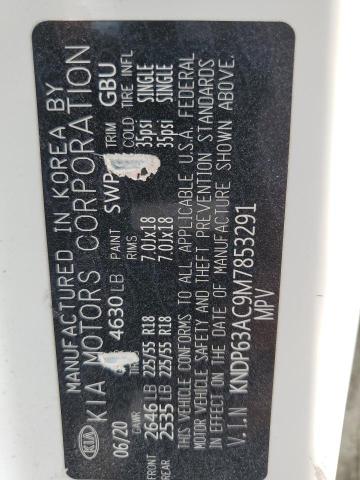 MANUFACTURED IN KOREA BY
KIA KIA MOTORS CORPORATION
06/20 4630 LB PAINT SWP TRIM GBU
GAWR TIRE RIMS COLD TIRE INFL
FRONT 2646 LB 225/55 R18 7.0JX18 35psi SINGLE
REAR 2535 LB 225/55 R18 7.0JX18 35psi SINGLE
THIS VEHICLE CONFORMS TO ALL APPLICABLE U.S.A. FEDERAL
MOTOR VEHICLE SAFETY AND THEFT PREVENTION STANDARDS
IN EFFECT ON THE DATE OF MANUFACTURE SHOWN ABOVE.
V.I.N KNDP63AC9M7853291
MPV